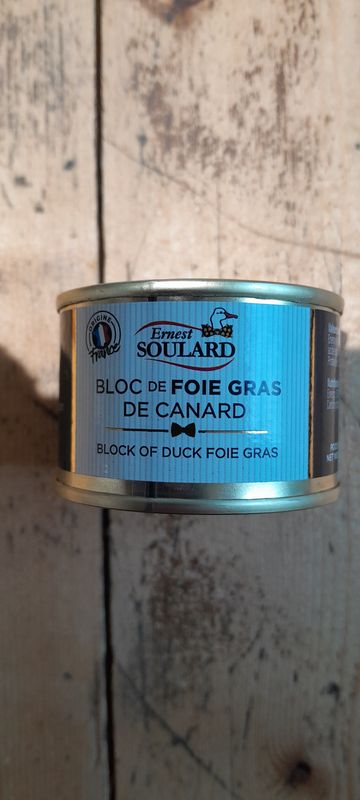 ORIGINE
France
Ernest
SOULARD
BLOC DE FOIE GRAS
DE CANARD
BLOCK OF DUCK FOIE GRAS